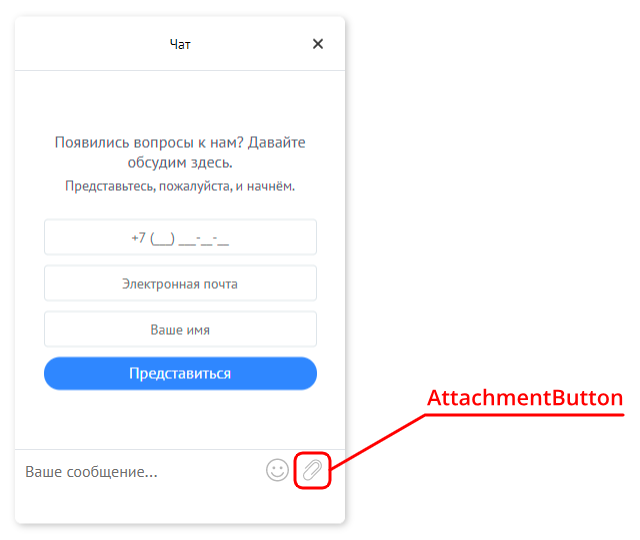 Чат
Появились вопросы к нам? Давайте
обсудим здесь.
Представьтесь, пожалуйста, и начнём.
+7 (___) ___-__-__
Электронная почта
Ваше имя
Представиться
AttachmentButton
Ваше сообщение...